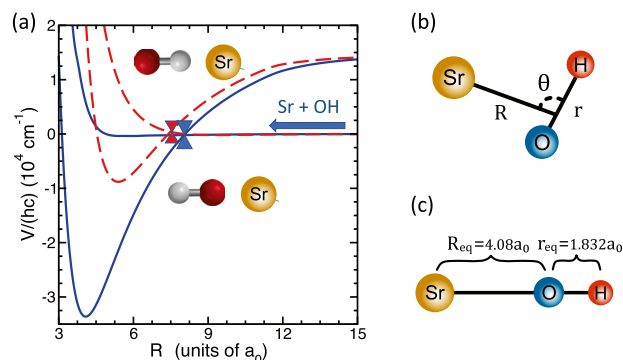 (a)
2
1
0
-1
-2
-3
V/(hc) (10⁴ cm⁻¹)
Sr
Sr + OH
Sr
3
6
9
12
15
R (units of a₀)
(b)
Sr
H
θ
R
r
O
(c)
R_eq=4.08a₀
r_eq=1.832a₀
Sr
O
H